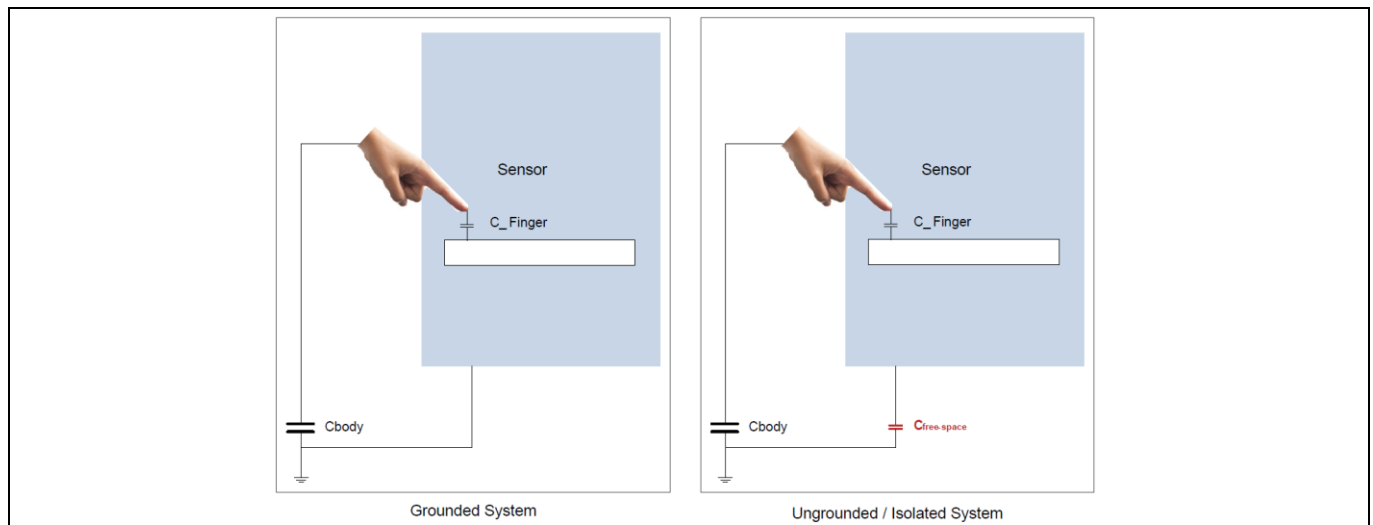 Sensor
C_Finger
Cbody
Grounded System
Sensor
C_Finger
Cbody
Cfree-space
Ungrounded / Isolated System